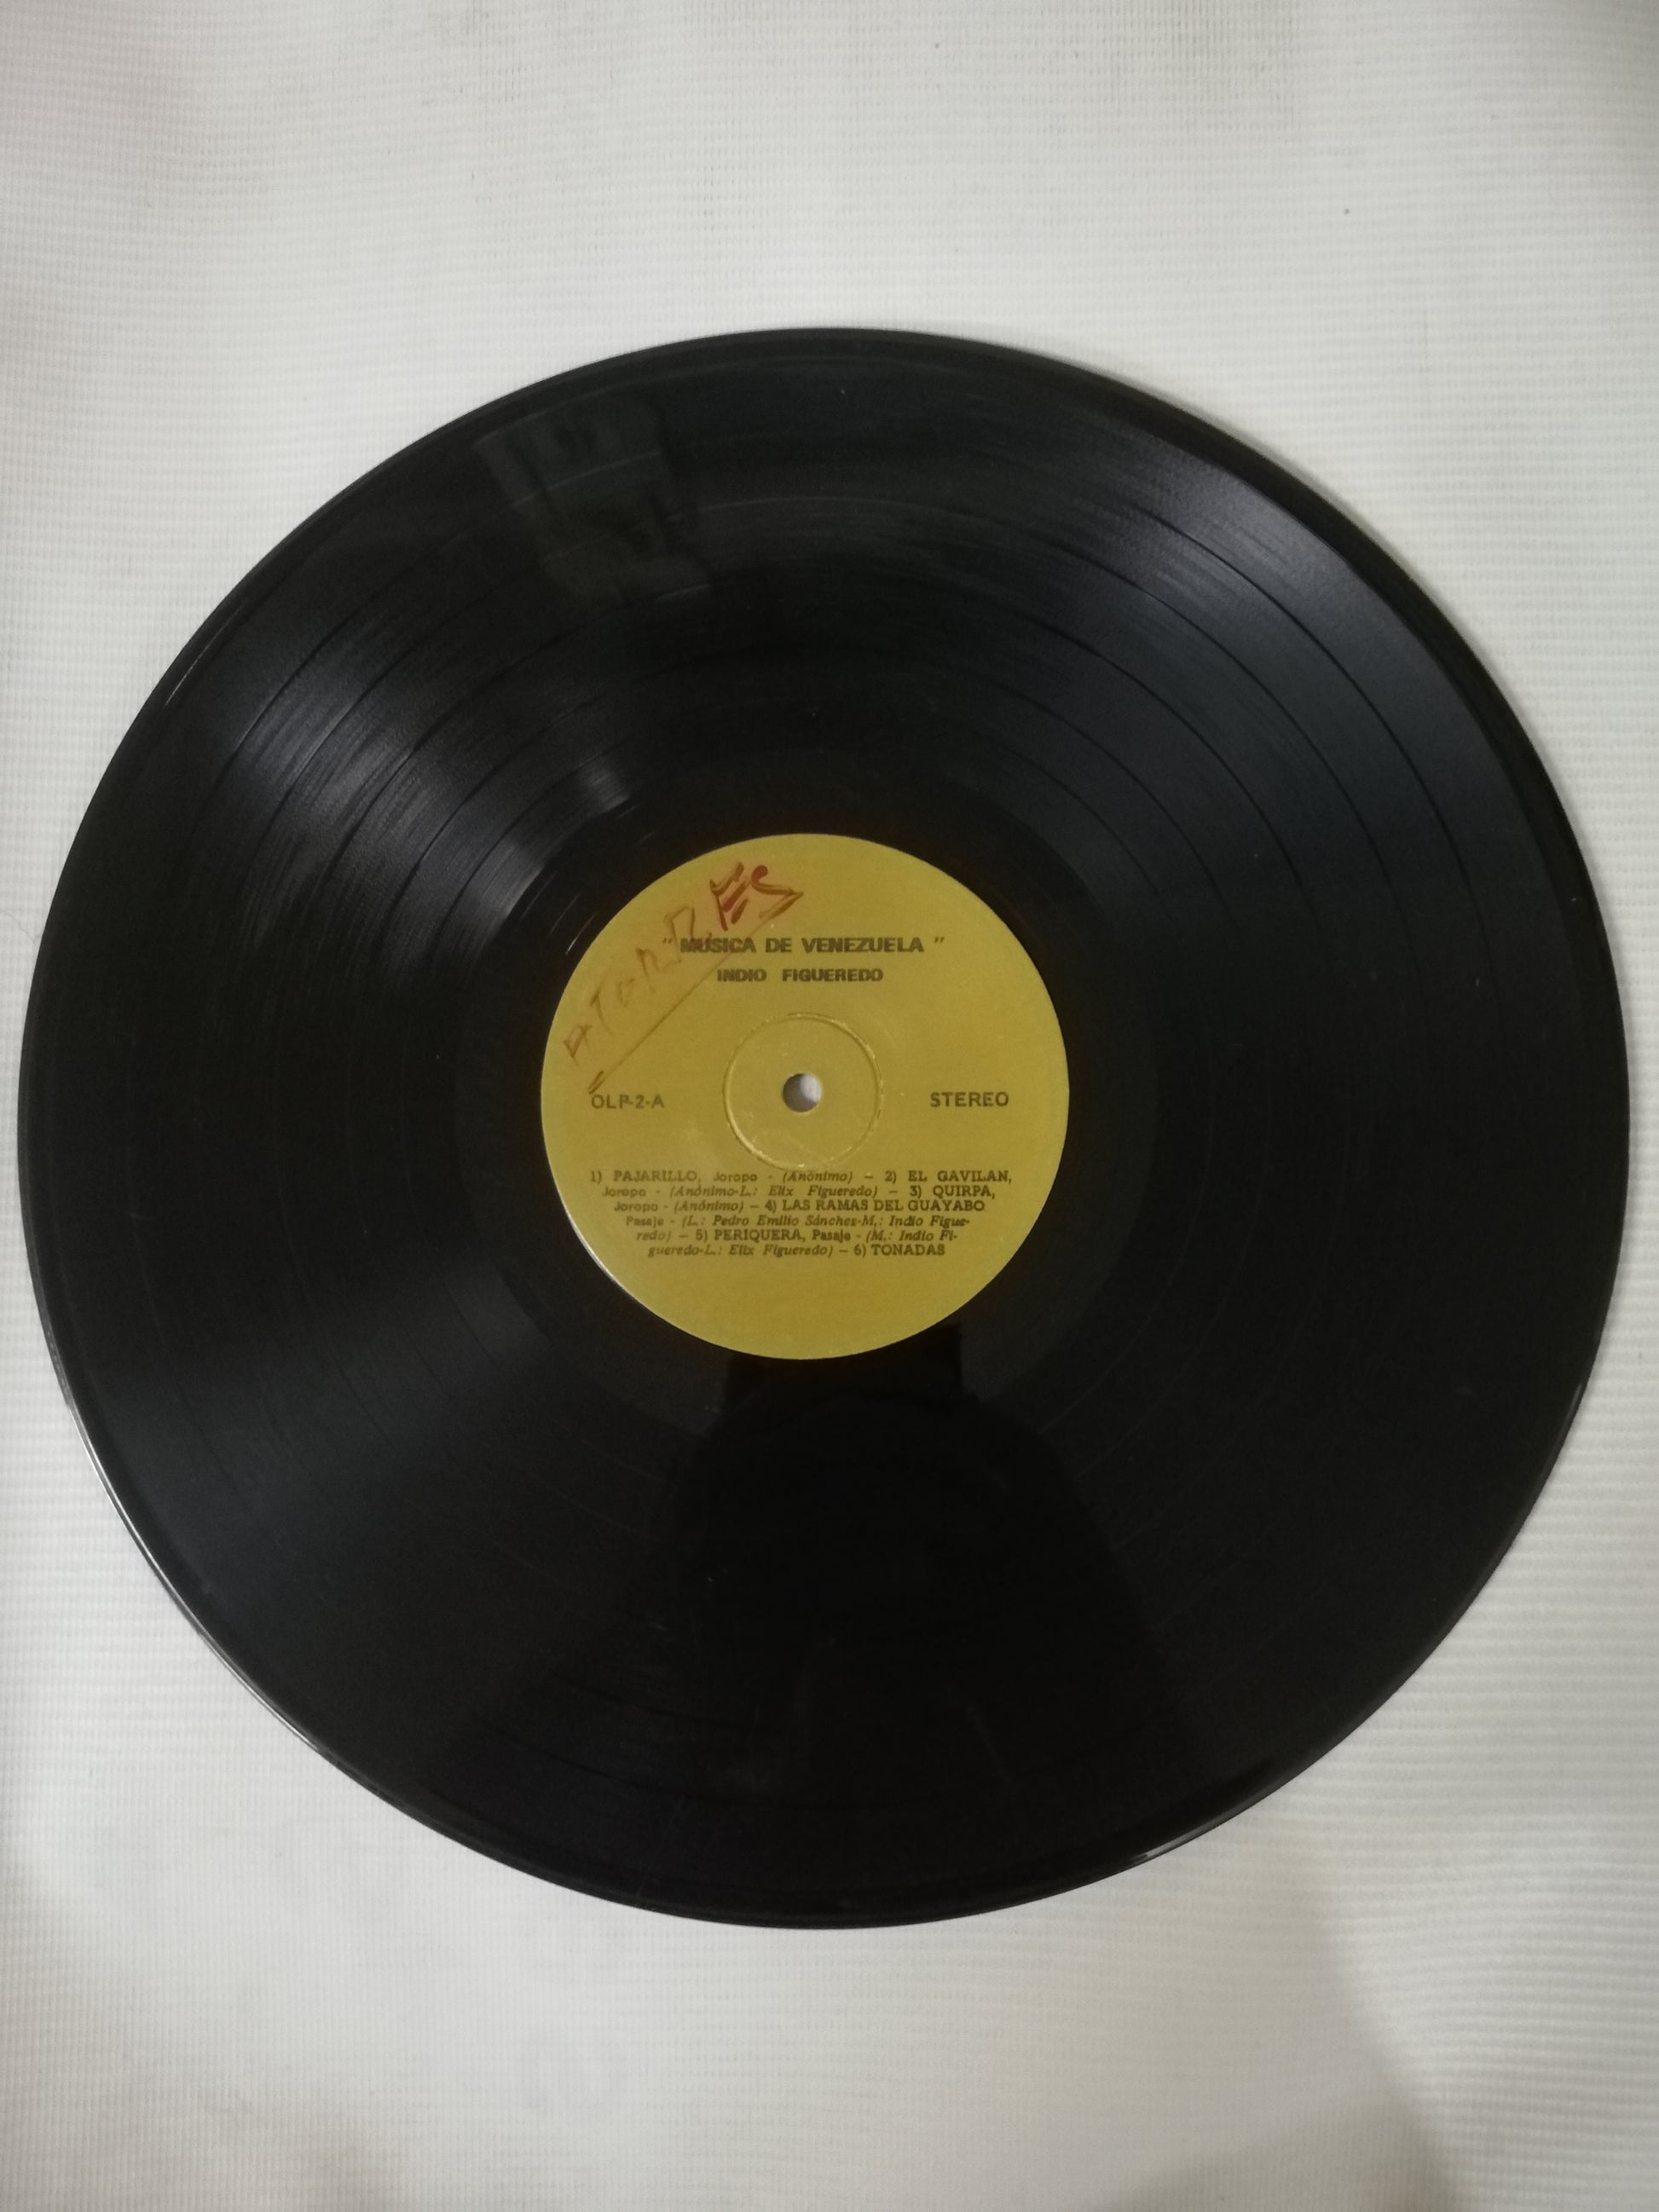 ATORRES
" MUSICA DE VENEZUELA "
INDIO FIGUEREDO
OLP-2-A
STEREO
1) PAJARILLO, Joropo - (Anónimo) – 2) EL GAVILAN,
Joropo - (Anónimo-L.: Elix Figueredo) – 3) QUIRPA,
Joropo - (Anónimo) – 4) LAS RAMAS DEL GUAYABO
Pasaje - (L.: Pedro Emilio Sánchez-M.: Indio Figue-
redo) – 5) PERIQUERA, Pasaje - (M.: Indio Fi-
gueredo-L.: Elix Figueredo) – 6) TONADAS